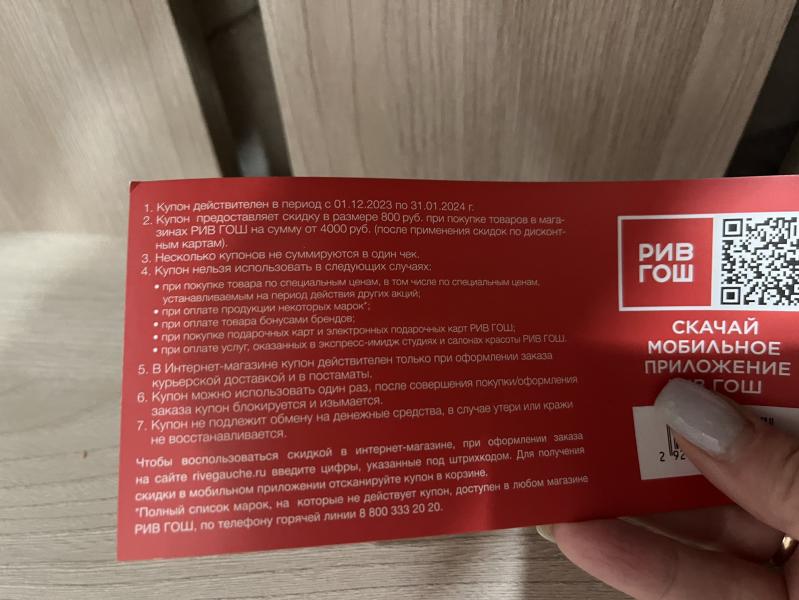 1. Купон действителен в период с 01.12.2023 по 31.01.2024 г.
2. Купон предоставляет скидку в размере 800 руб. при покупке товаров в мага-
зинах РИВ ГОШ на сумму от 4000 руб. (после применения скидок по дисконт-
ным картам).
3. Несколько купонов не суммируются в один чек.
4. Купон нельзя использовать в следующих случаях:
• при покупке товара по специальным ценам, в том числе по специальным ценам,
устанавливаемым на период действия других акций;
• при оплате продукции некоторых марок*;
• при оплате товара бонусами брендов;
• при покупке подарочных карт и электронных подарочных карт РИВ ГОШ;
• при оплате услуг, оказанных в экспресс-имидж студиях и салонах красоты РИВ ГОШ.
5. В Интернет-магазине купон действителен только при оформлении заказа
курьерской доставкой и в постаматы.
6. Купон можно использовать один раз, после совершения покупки/оформления
заказа купон блокируется и изымается.
7. Купон не подлежит обмену на денежные средства, в случае утери или кражи
не восстанавливается.
Чтобы воспользоваться скидкой в интернет-магазине, при оформлении заказа
на сайте rivegauche.ru введите цифры, указанные под штрихкодом. Для получения
скидки в мобильном приложении отсканируйте купон в корзине.
*Полный список марок, на которые не действует купон, доступен в любом магазине
РИВ ГОШ, по телефону горячей линии 8 800 333 20 20.
РИВ
ГОШ
СКАЧАЙ
МОБИЛЬНОЕ
ПРИЛОЖЕНИЕ
ГОШ
2 92